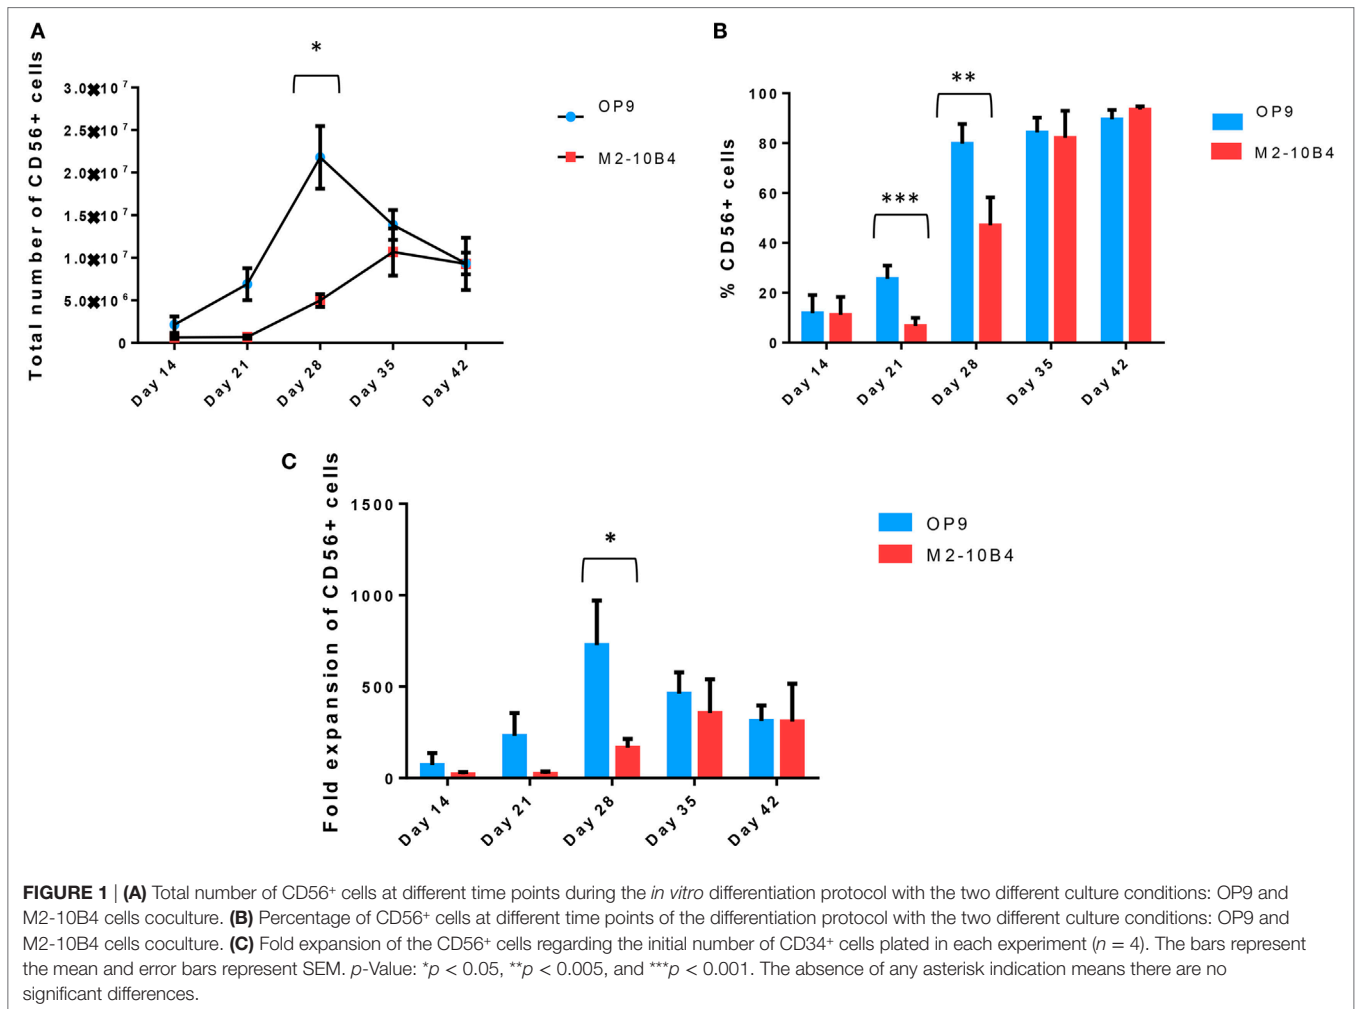 A
*
Total number of CD56+ cells
3.0✖10⁷
2.5✖10⁷
2.0✖10⁷
1.5✖10⁷
1.0✖10⁷
5.0✖10⁶
0
Day 14
Day 21
Day 28
Day 35
Day 42
OP9
M2-10B4
B
% CD56+ cells
100
80
60
40
20
0
***
**
Day 14
Day 21
Day 28
Day 35
Day 42
OP9
M2-10B4
C
Fold expansion of CD56+ cells
1500
1000
500
0
*
Day 14
Day 21
Day 28
Day 35
Day 42
OP9
M2-10B4
FIGURE 1 | (A) Total number of CD56⁺ cells at different time points during the in vitro differentiation protocol with the two different culture conditions: OP9 and
M2-10B4 cells coculture. (B) Percentage of CD56⁺ cells at different time points of the differentiation protocol with the two different culture conditions: OP9 and
M2-10B4 cells coculture. (C) Fold expansion of the CD56⁺ cells regarding the initial number of CD34⁺ cells plated in each experiment (n = 4). The bars represent
the mean and error bars represent SEM. p-Value: *p < 0.05, **p < 0.005, and ***p < 0.001. The absence of any asterisk indication means there are no
significant differences.